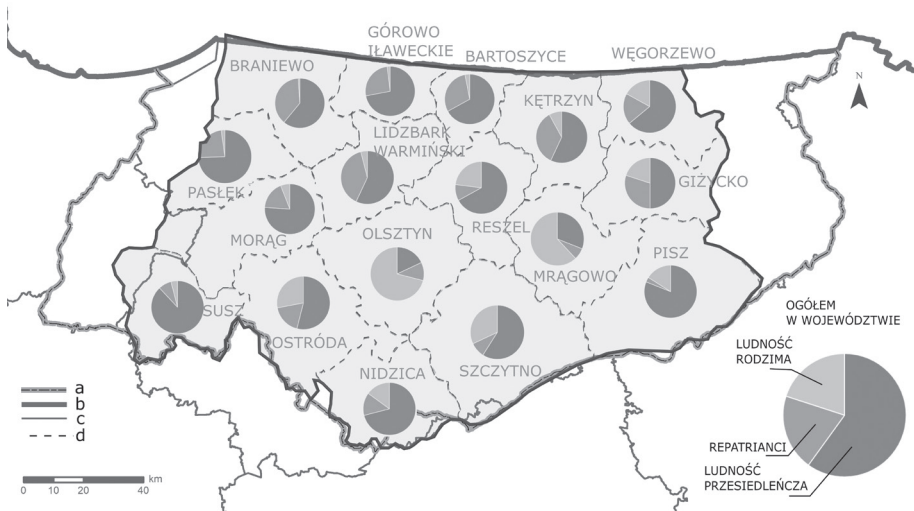 GÓROWO
IŁAWECKIE
BARTOSZYCE
WĘGORZEWO
BRANIEWO
KĘTRZYN
N
LIDZBARK
WARMIŃSKI
PASŁĘK
GIŻYCKO
MORĄG
OLSZTYN
RESZEL
PISZ
MRĄGOWO
SUSZ
OSTRÓDA
NIDZICA
SZCZYTNO
OGÓŁEM
W WOJEWÓDZTWIE
LUDNOŚĆ
RODZIMA
REPATRIANCI
LUDNOŚĆ
PRZESIEDLEŃCZA
a
b
c
d
km
0 10 20 40